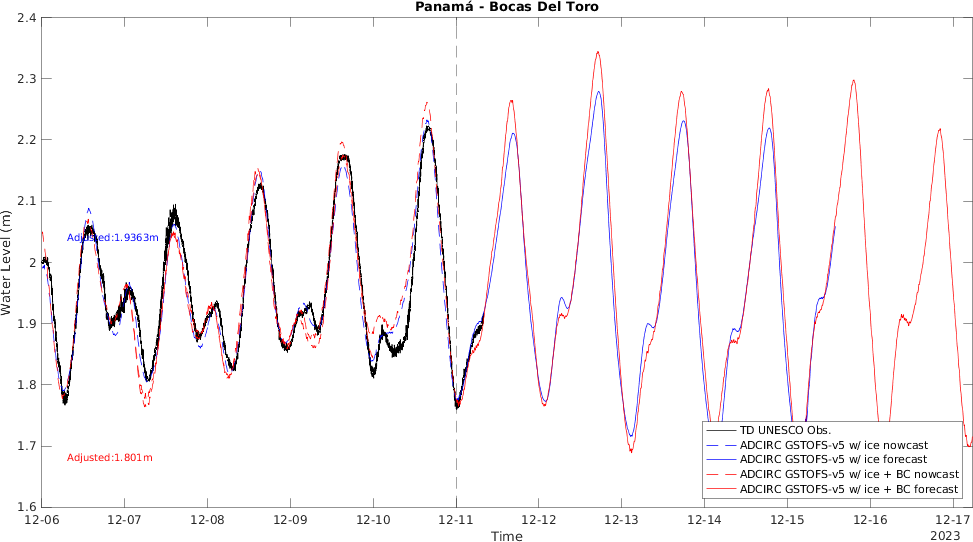 Panamá - Bocas Del Toro
2.4
2.3
2.2
2.1
2
1.9
1.8
1.7
1.6
Water Level (m)
Adjusted:1.9363m
Adjusted:1.801m
TD UNESCO Obs.
ADCIRC GSTOFS-v5 w/ ice nowcast
ADCIRC GSTOFS-v5 w/ ice forecast
ADCIRC GSTOFS-v5 w/ ice + BC nowcast
ADCIRC GSTOFS-v5 w/ ice + BC forecast
12-06 12-07 12-08 12-09 12-10 12-11 12-12 12-13 12-14 12-15 12-16 12-17
Time
2023